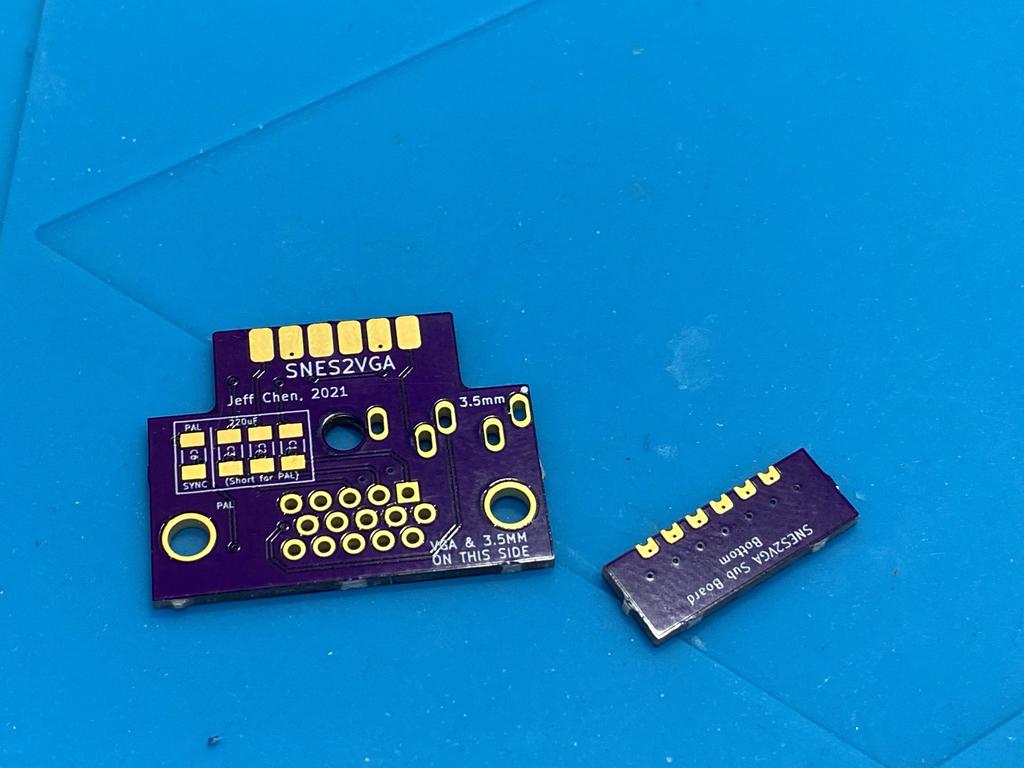 SNES2VGA
Jeff Chen, 2021
3.5mm
PAL
220uF
SYNC
(Short for PAL)
PAL
VGA & 3.5MM
ON THIS SIDE
SNES2VGA Sub Board
Bottom